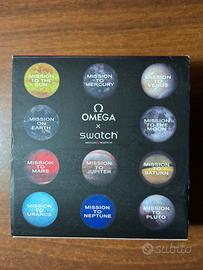 MISSION
TO THE
SUN
MISSION
TO
MERCURY
MISSION
TO
VENUS
MISSION
ON
EARTH
Ω
OMEGA
X
swatch
MISSION
TO THE
MOON
MISSION
TO
MARS
MISSION
TO
JUPITER
MISSION
TO
SATURN
MISSION
TO
URANUS
MISSION
TO
NEPTUNE
MISSION
TO
PLUTO
subito